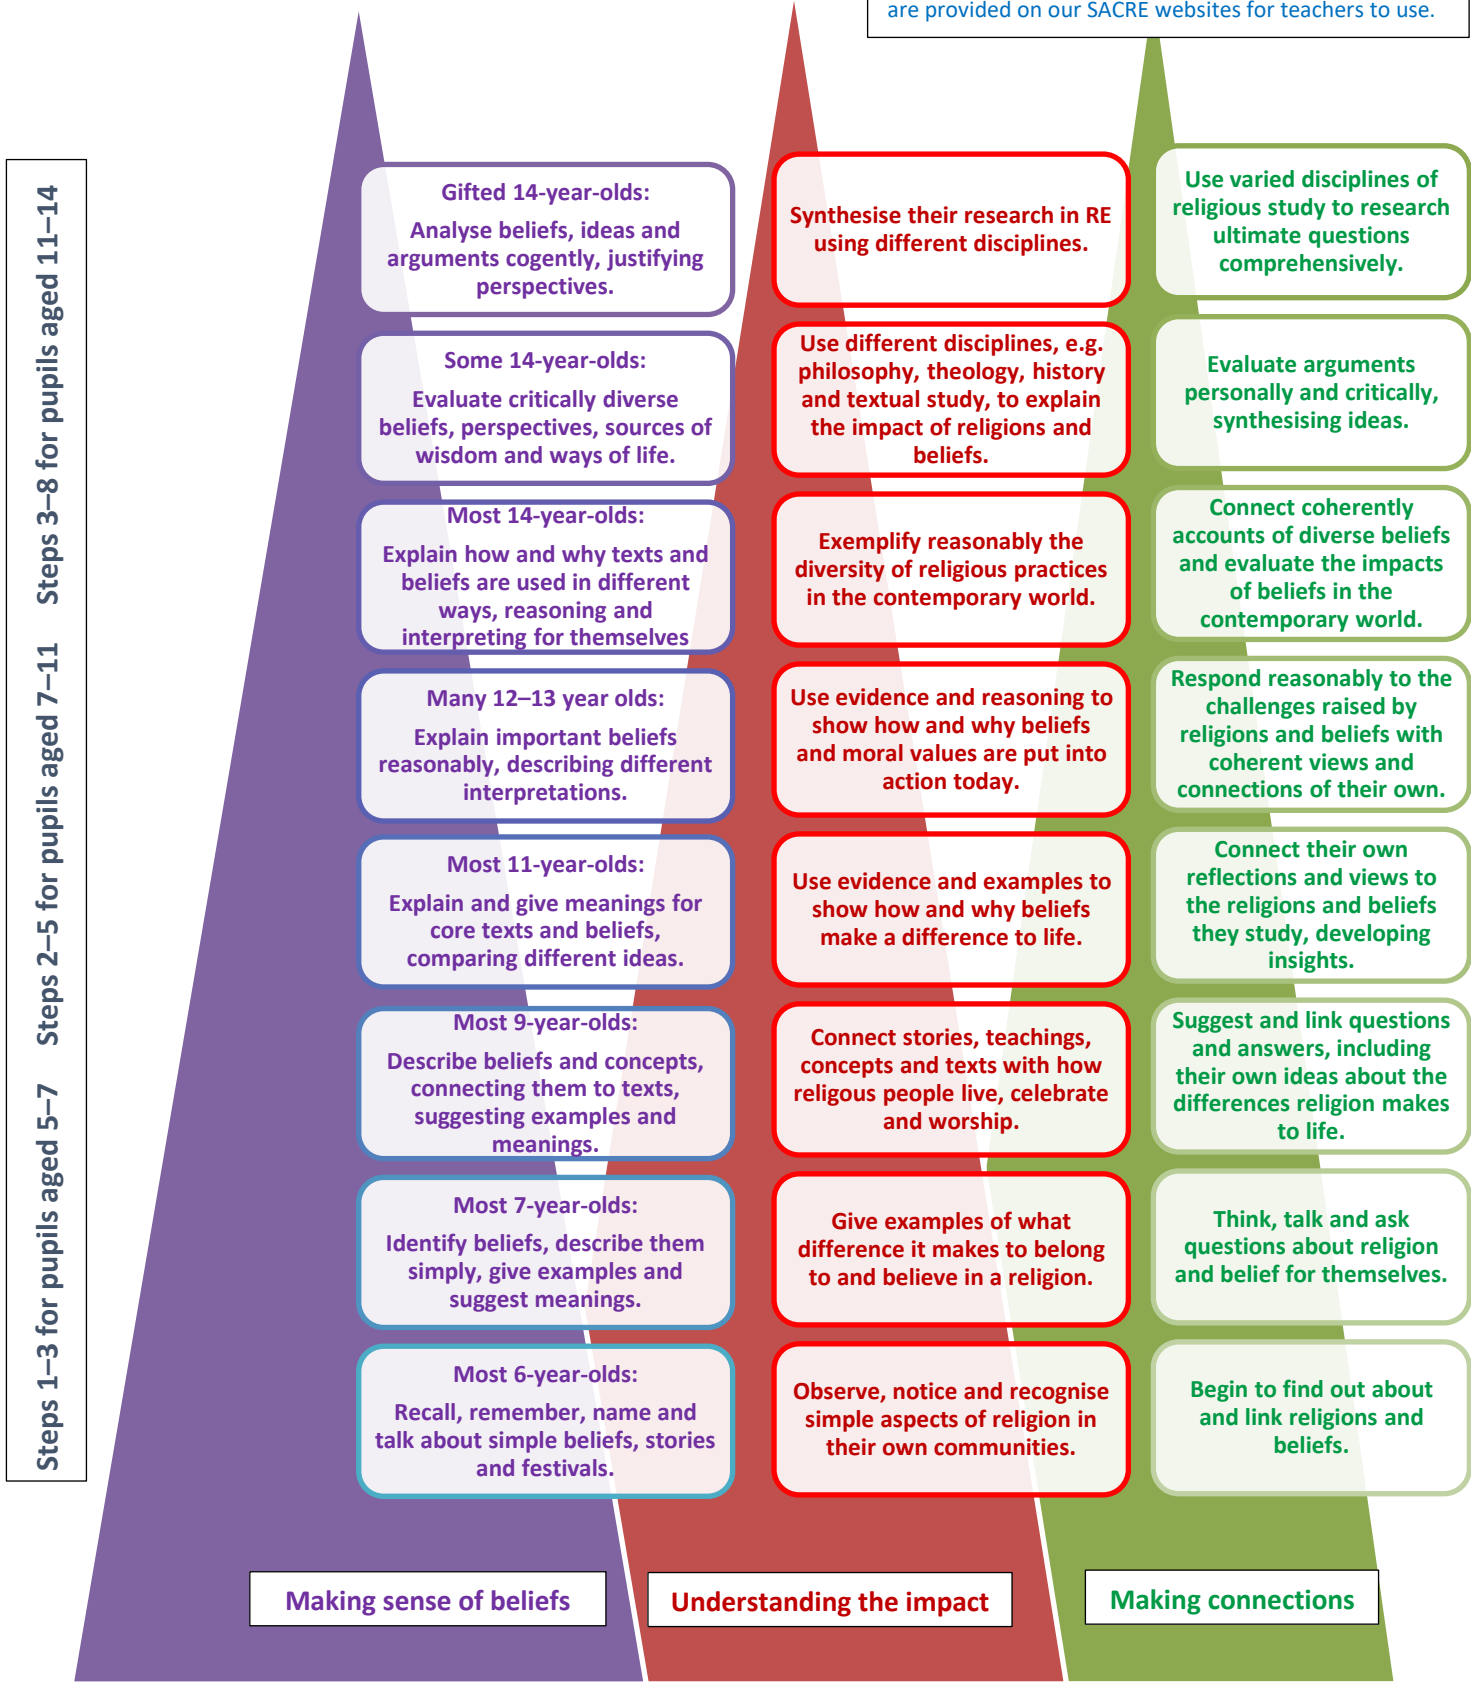 are provided on our SACRE websites for teachers to use.
Steps 1–3 for pupils aged 5–7    Steps 2–5 for pupils aged 7–11    Steps 3–8 for pupils aged 11–14
Gifted 14-year-olds:
Analyse beliefs, ideas and
arguments cogently, justifying
perspectives.
Synthesise their research in RE
using different disciplines.
Use varied disciplines of
religious study to research
ultimate questions
comprehensively.
Some 14-year-olds:
Evaluate critically diverse
beliefs, perspectives, sources of
wisdom and ways of life.
Use different disciplines, e.g.
philosophy, theology, history
and textual study, to explain
the impact of religions and
beliefs.
Evaluate arguments
personally and critically,
synthesising ideas.
Most 14-year-olds:
Explain how and why texts and
beliefs are used in different
ways, reasoning and
interpreting for themselves
Exemplify reasonably the
diversity of religious practices
in the contemporary world.
Connect coherently
accounts of diverse beliefs
and evaluate the impacts
of beliefs in the
contemporary world.
Many 12–13 year olds:
Explain important beliefs
reasonably, describing different
interpretations.
Use evidence and reasoning to
show how and why beliefs
and moral values are put into
action today.
Respond reasonably to the
challenges raised by
religions and beliefs with
coherent views and
connections of their own.
Most 11-year-olds:
Explain and give meanings for
core texts and beliefs,
comparing different ideas.
Use evidence and examples to
show how and why beliefs
make a difference to life.
Connect their own
reflections and views to
the religions and beliefs
they study, developing
insights.
Most 9-year-olds:
Describe beliefs and concepts,
connecting them to texts,
suggesting examples and
meanings.
Connect stories, teachings,
concepts and texts with how
religous people live, celebrate
and worship.
Suggest and link questions
and answers, including
their own ideas about the
differences religion makes
to life.
Most 7-year-olds:
Identify beliefs, describe them
simply, give examples and
suggest meanings.
Give examples of what
difference it makes to belong
to and believe in a religion.
Think, talk and ask
questions about religion
and belief for themselves.
Most 6-year-olds:
Recall, remember, name and
talk about simple beliefs, stories
and festivals.
Observe, notice and recognise
simple aspects of religion in
their own communities.
Begin to find out about
and link religions and
beliefs.
Making sense of beliefs
Understanding the impact
Making connections